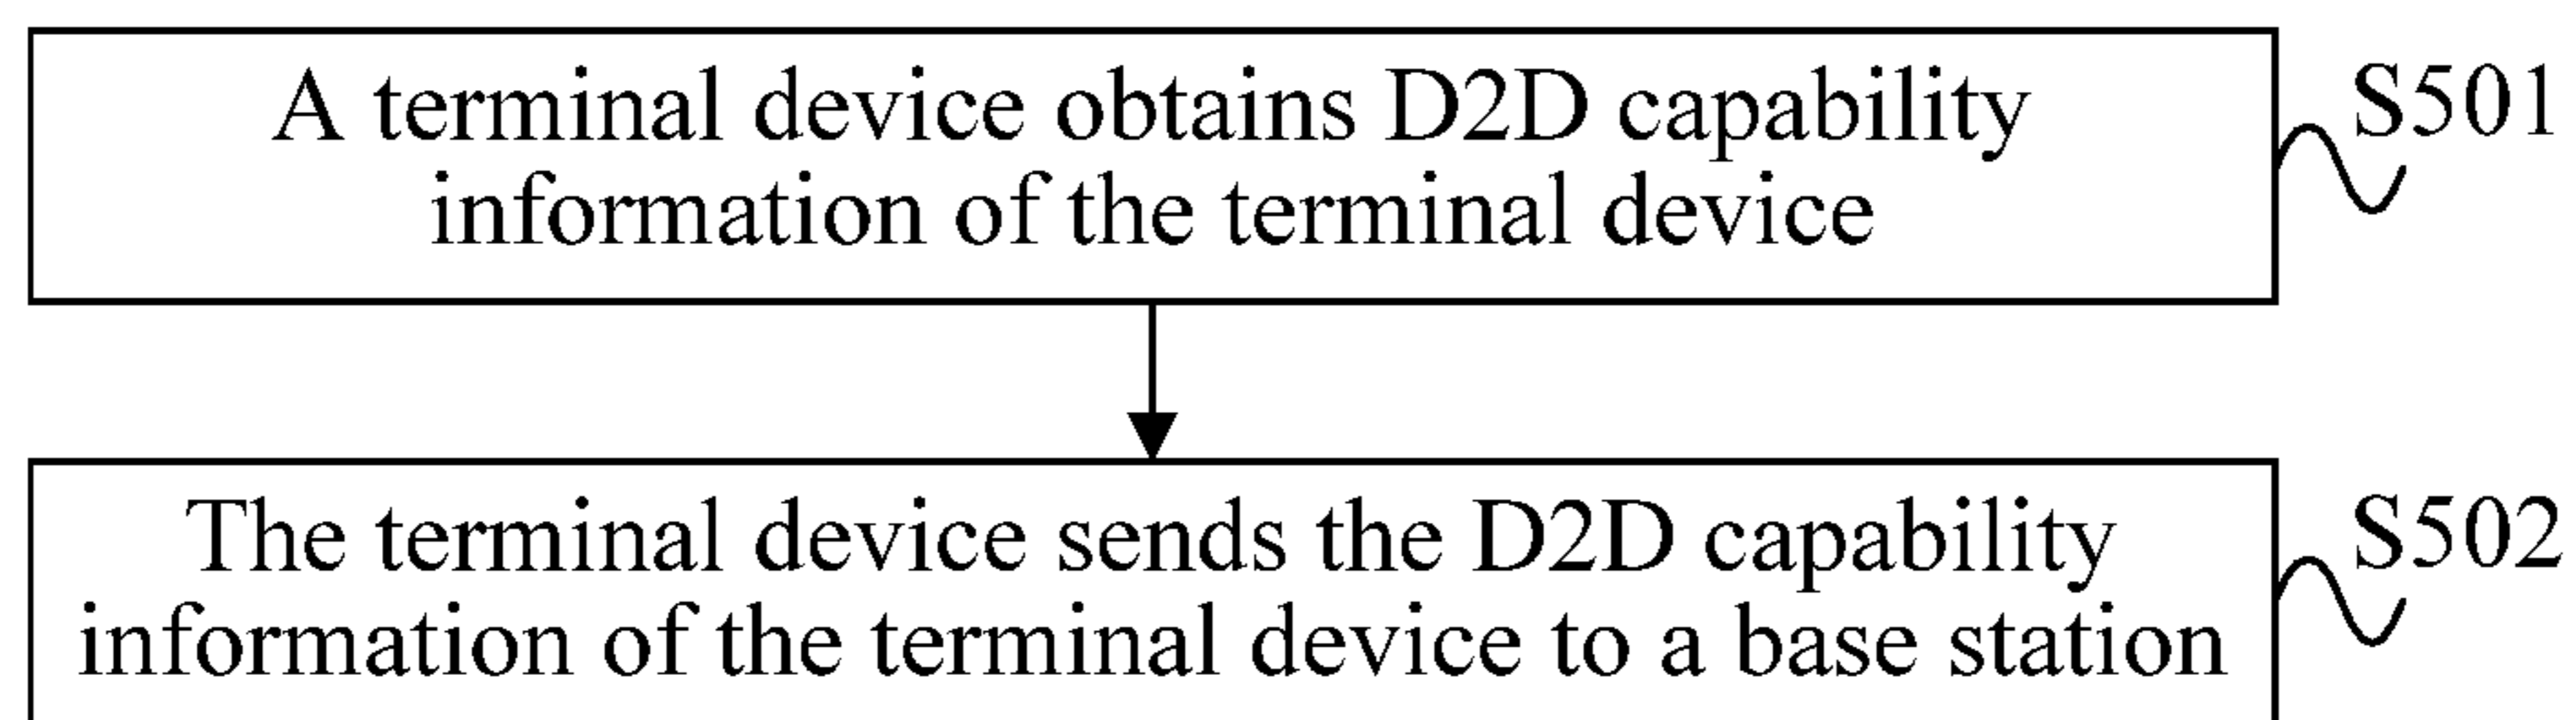 A terminal device obtains D2D capability
information of the terminal device
S501
The terminal device sends the D2D capability
information of the terminal device to a base station
S502